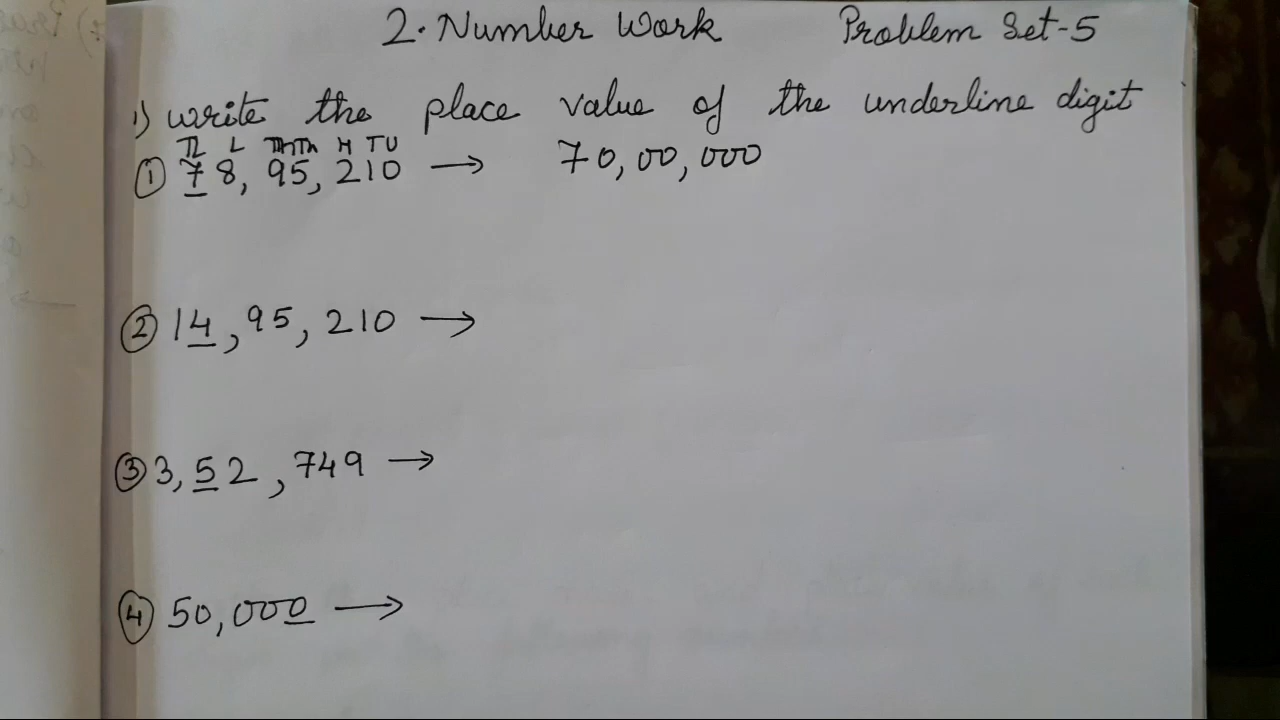 2. Number Work Problem Set-5
1) write the place value of the underline digit
TL L TTh Th H T U
① 78, 95, 210 → 70,00,000
② 14,95,210 →
③ 3,52,749 →
④ 50,000 →